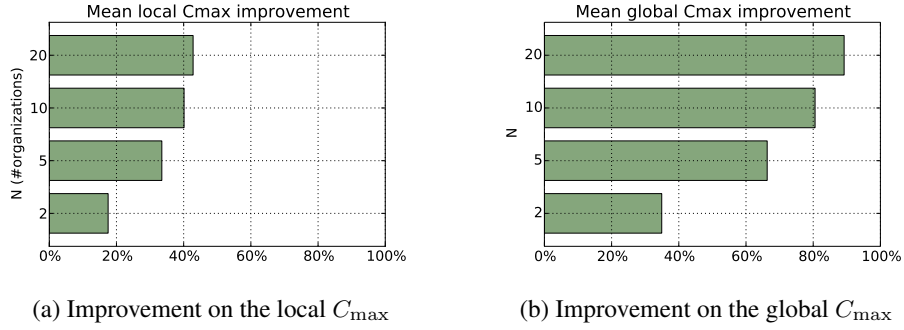 Mean local Cmax improvement
N (#organizations)
20
10
5
2
0% 20% 40% 60% 80% 100%
(a) Improvement on the local Cmax
Mean global Cmax improvement
N
20
10
5
2
0% 20% 40% 60% 80% 100%
(b) Improvement on the global Cmax